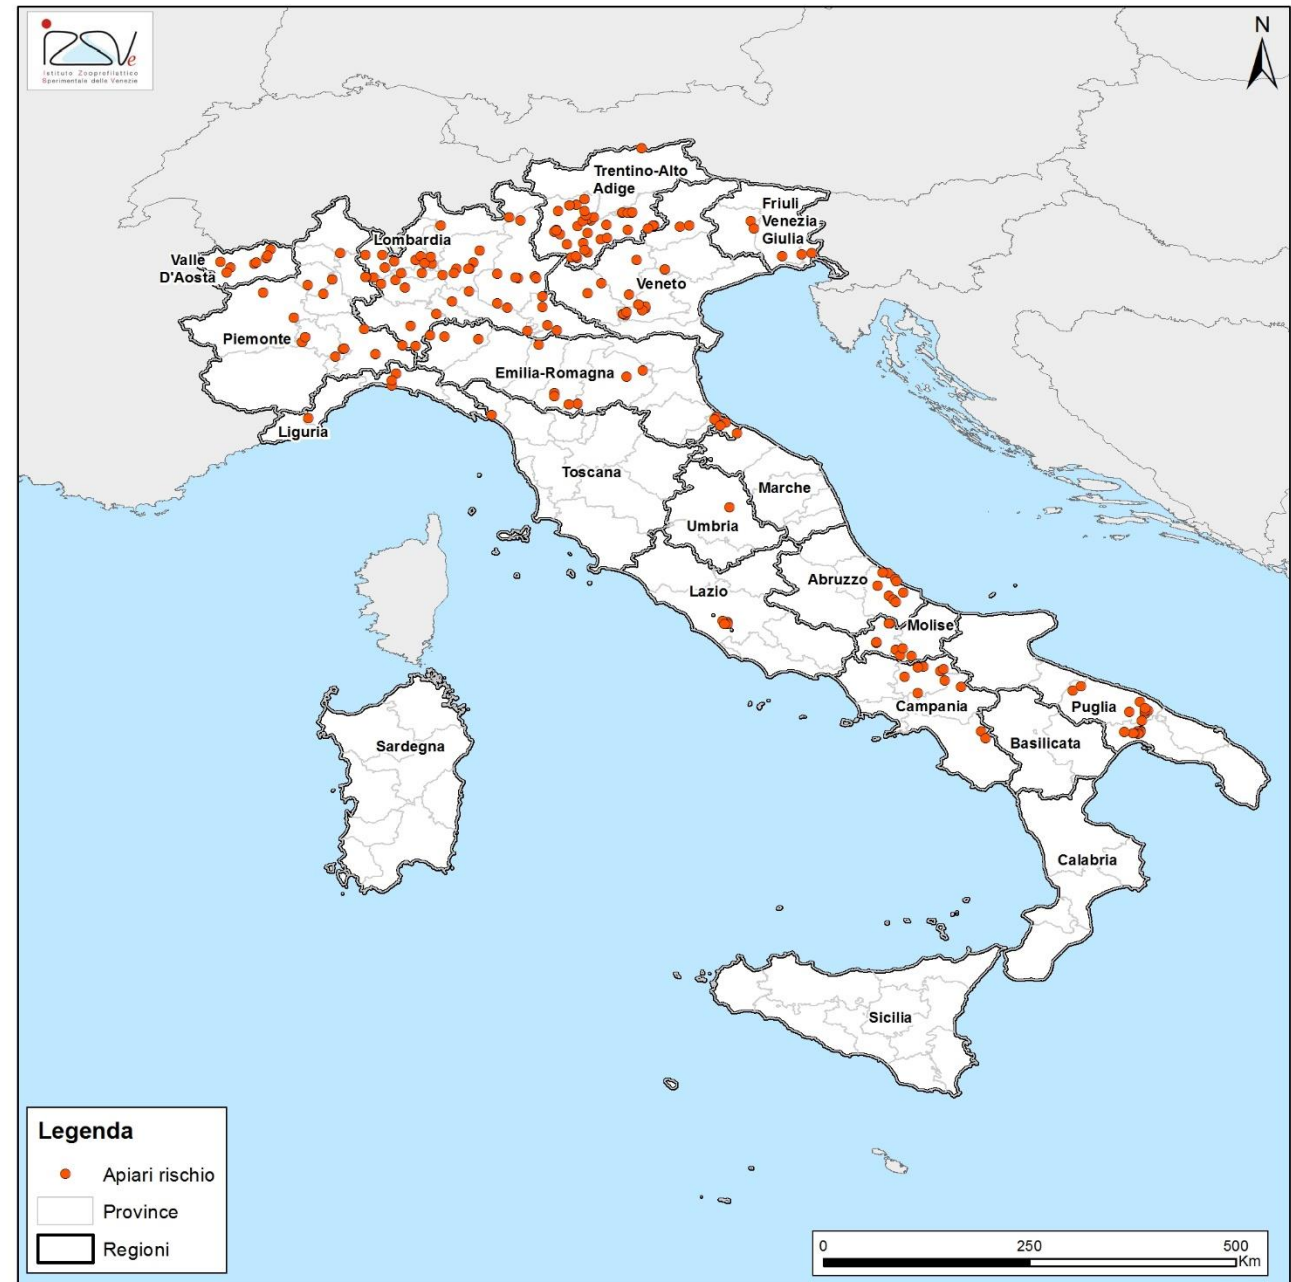 IZSVe
Istituto Zooprofilattico
Sperimentale delle Venezie
N
Trentino-Alto
Adige
Friuli
Venezia
Giulia
Lombardia
Valle
D'Aosta
Veneto
Piemonte
Emilia-Romagna
Liguria
Toscana
Marche
Umbria
Abruzzo
Lazio
Molise
Campania
Puglia
Basilicata
Sardegna
Calabria
Sicilia
Legenda
Apiari rischio
Province
Regioni
0 250 500
Km